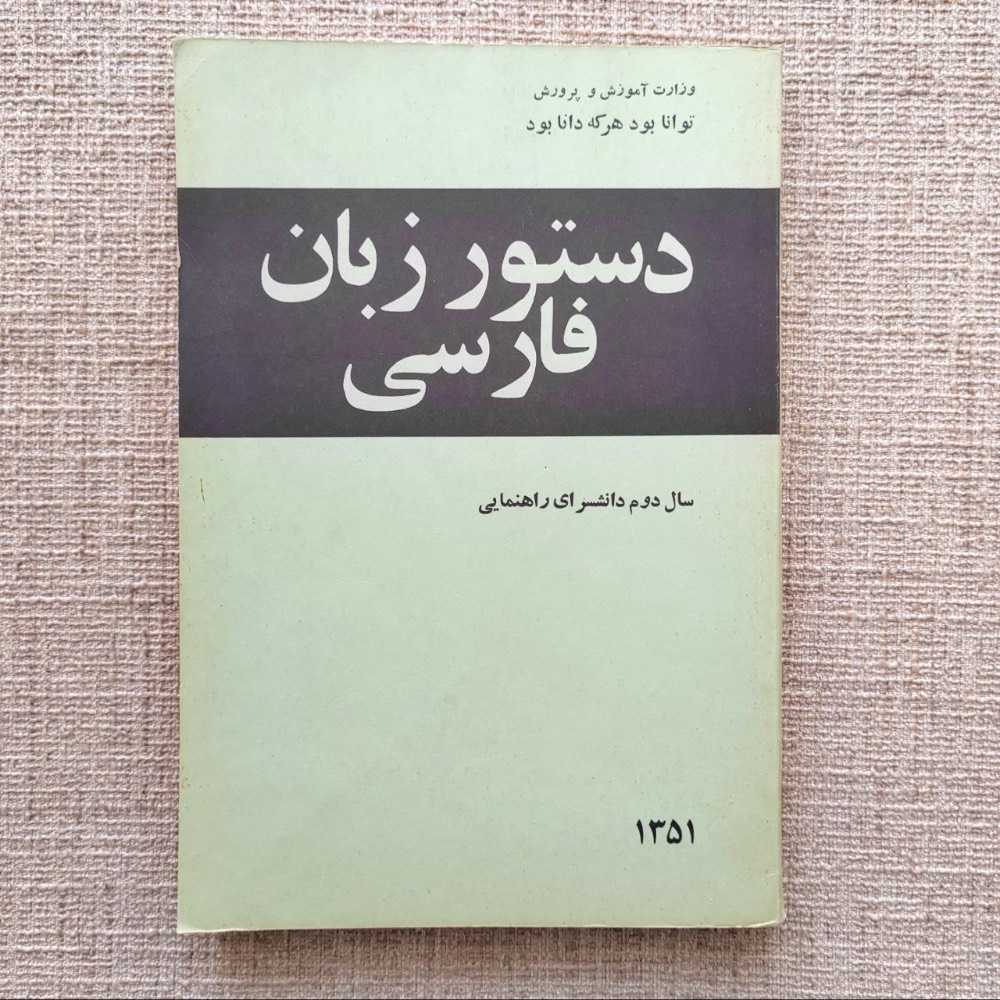 وزارت آموزش و پرورش
توانا بود هرکه دانا بود
دستور زبان
فارسی
سال دوم دانشسرای راهنمایی
۱۳۵۱